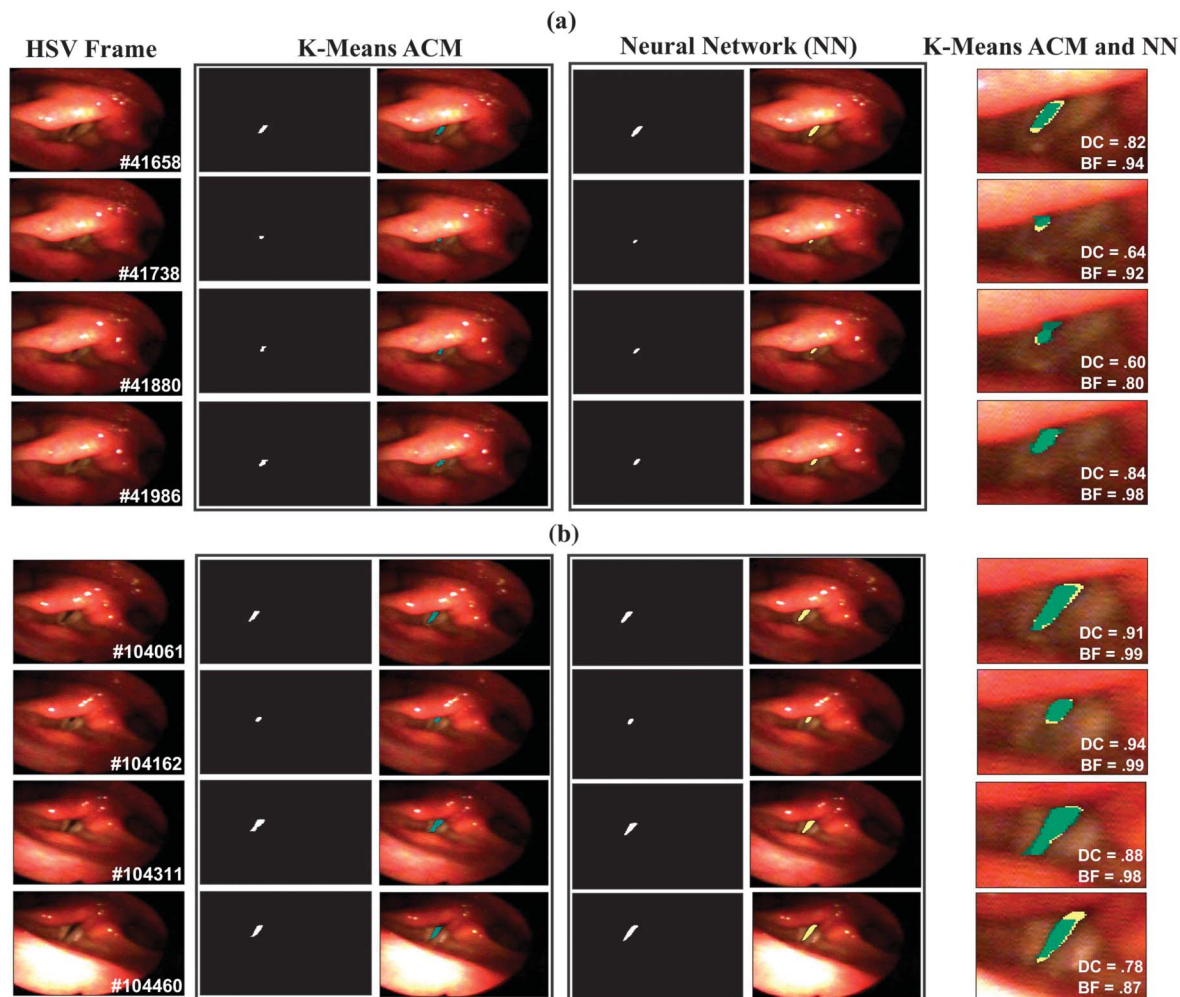 (a)
HSV Frame K-Means ACM Neural Network (NN) K-Means ACM and NN
#41658
DC = .82
BF = .94
#41738
DC = .64
BF = .92
#41880
DC = .60
BF = .80
#41986
DC = .84
BF = .98
(b)
#104061
DC = .91
BF = .99
#104162
DC = .94
BF = .99
#104311
DC = .88
BF = .98
#104460
DC = .78
BF = .87